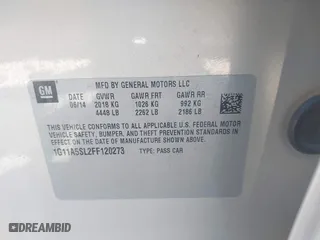 GM
MFD BY GENERAL MOTORS LLC
DATE GVWR GAWR FRT GAWR RR
06/14 2018 KG 1026 KG 992 KG
4448 LB 2262 LB 2186 LB
THIS VEHICLE CONFORMS TO ALL APPLICABLE U.S. FEDERAL MOTOR
VEHICLE SAFETY, BUMPER, AND THEFT PREVENTION STANDARDS
IN EFFECT ON THE DATE OF MANUFACTURE SHOWN ABOVE.
1G11A5SL2FF120273 TYPE: PASS CAR